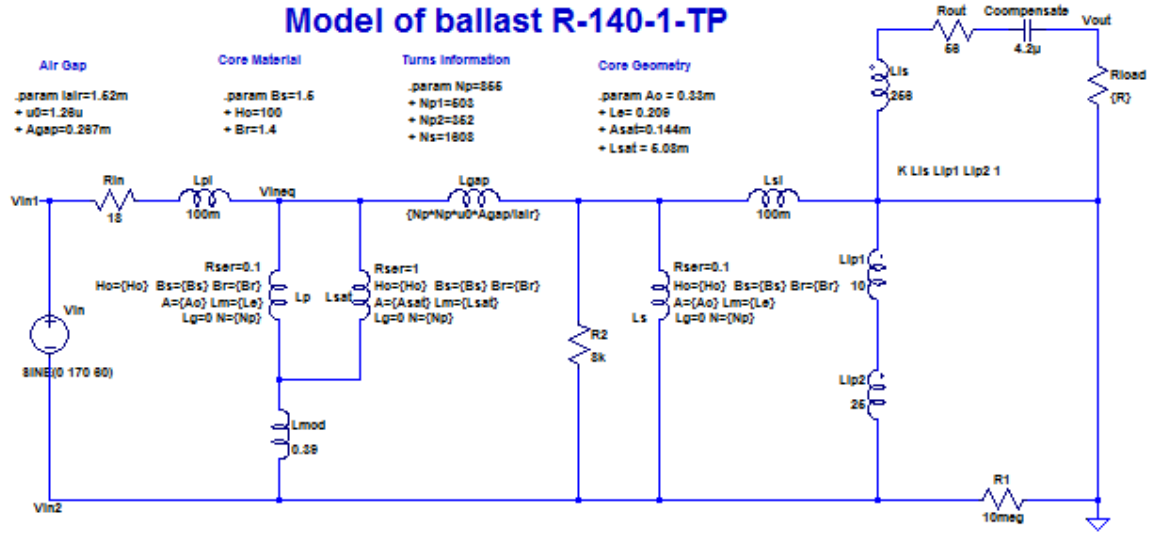 Model of ballast R-140-1-TP
Air Gap
.param lair=1.52m
+ u0=1.26u
+ Agap=0.267m
Core Material
.param Bs=1.5
+ Ho=100
+ Br=1.4
Turns Information
.param Np=855
+ Np1=503
+ Np2=352
+ Ns=1603
Core Geometry
.param Ao = 0.33m
+ Le= 0.209
+ Asat=0.144m
+ Lsat = 5.08m
Rout
56
Coompensate
4.2µ
Vout
Lls
256
Rload
{R}
K Lls Llp1 Llp2 1
Vin1
Rin
18
Lpl
100m
Vineq
Lgap
{Np*Np*u0*Agap/lair}
Lsl
100m
Rser=0.1
Ho={Ho} Bs={Bs} Br={Br}
A={Ao} Lm={Le}
Lg=0 N={Np}
Lp
Rser=1
Ho={Ho} Bs={Bs} Br={Br}
A={Asat} Lm={Lsat}
Lg=0 N={Np}
Lsat
Rser=0.1
Ho={Ho} Bs={Bs} Br={Br}
A={Ao} Lm={Le}
Lg=0 N={Np}
Ls
Llp1
10
Vin
SINE(0 170 60)
R2
8k
Llp2
25
Lmod
0.39
Vin2
R1
10meg